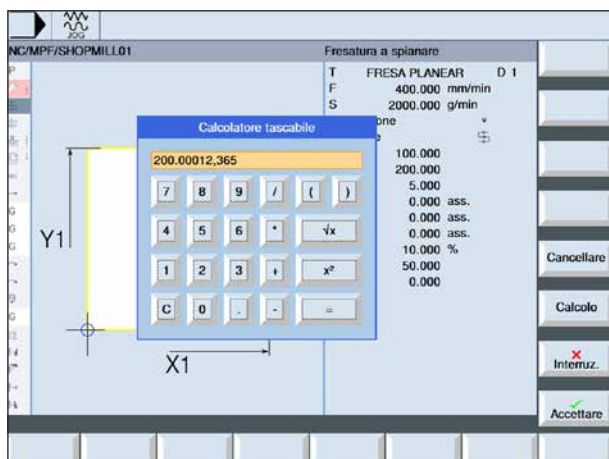 JOG
NC/MPF/SHOPMILL01
Fresatura a spianare
T FRESA PLANEAR D 1
F 400.000 mm/min
S 2000.000 g/min
Calcolatore tascabile
200.00012,365
7 8 9 / ( )
4 5 6 * √x
1 2 3 + x²
C 0 . - =
100.000
200.000
5.000
0.000 ass.
0.000 ass.
0.000 ass.
10.000 %
50.000
0.000
Y1
X1
Cancellare
Calcolo
Interruz.
Accettare